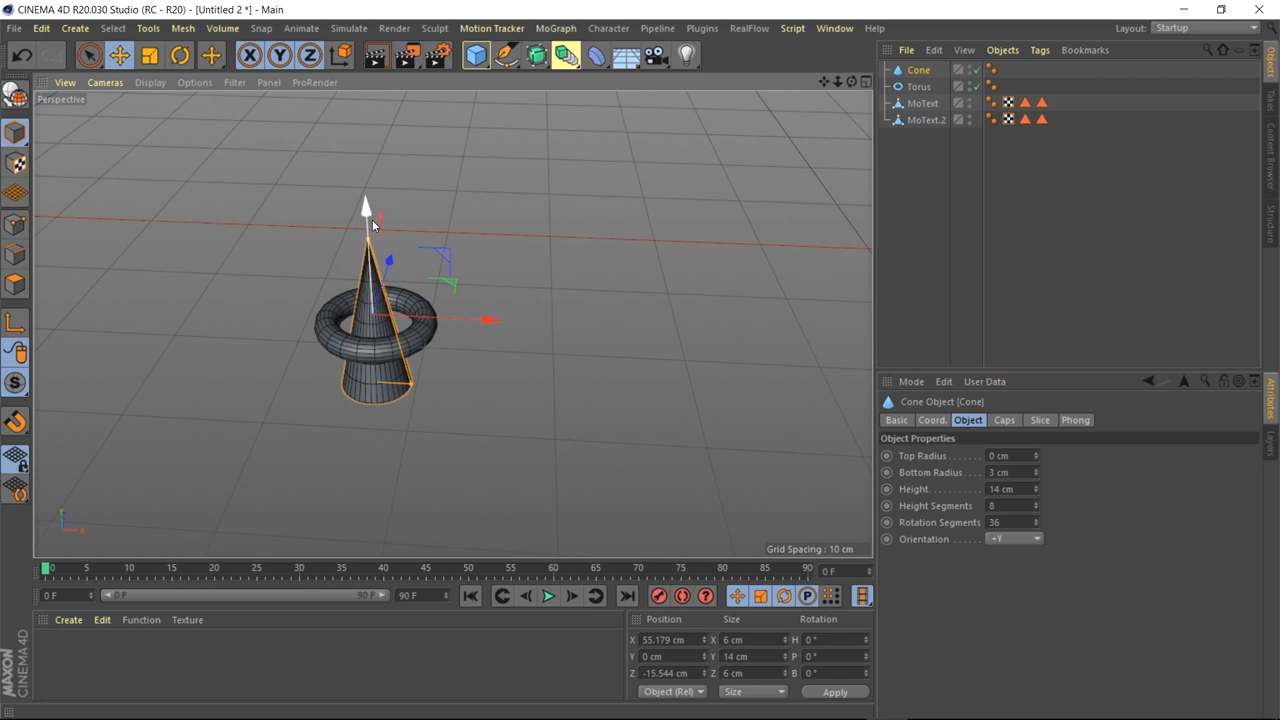 CINEMA 4D R20.030 Studio (RC - R20) - [Untitled 2 *] - Main
File Edit Create Select Tools Mesh Volume Snap Animate Simulate Render Sculpt Motion Tracker MoGraph Character Pipeline Plugins RealFlow Script Window Help Layout: Startup
X Y Z
File Edit View Objects Tags Bookmarks
View Cameras Display Options Filter Panel ProRender
Perspective
Cone
Torus
MoText
MoText.2
Objects
Takes
Content Browser
Structure
Mode Edit User Data
Cone Object [Cone]
Basic Coord. Object Caps Slice Phong
Object Properties
Top Radius 0 cm
Bottom Radius 3 cm
Height 14 cm
Height Segments 8
Rotation Segments 36
Orientation +Y
Attributes
Layers
S
Y
X
Grid Spacing : 10 cm
0 5 10 15 20 25 30 35 40 45 50 55 60 65 70 75 80 85 90 0 F
0 F 0 F 90 F 90 F ? P
Create Edit Function Texture
Position Size Rotation
X 55.179 cm X 6 cm H 0 °
Y 0 cm Y 14 cm P 0 °
Z -15.544 cm Z 6 cm B 0 °
Object (Rel) Size Apply
MAXON CINEMA 4D